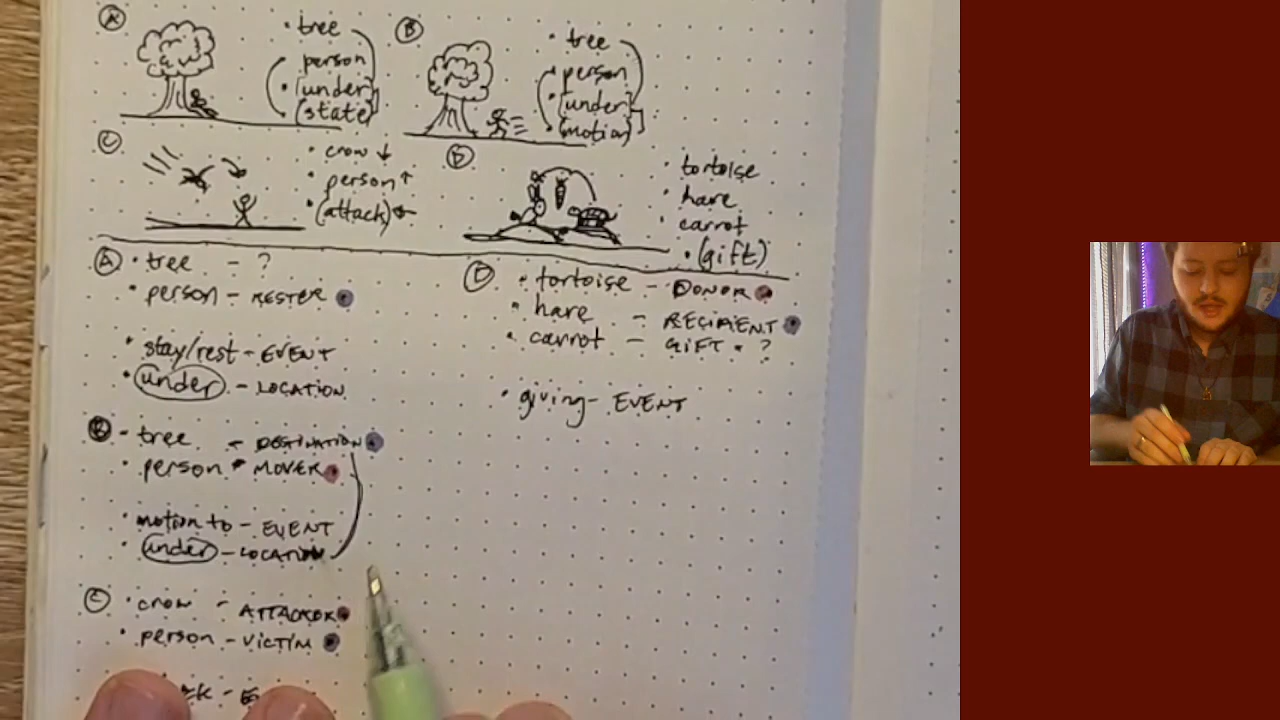 A
• tree
person
• [under]
(state)
B
• tree
person
• [under]
(motion)
C
• crow ↓
• person ↑
• (attack)
D
• tortoise
• hare
• carrot
• (gift)
A • tree - ?
• person - RESTER
• stay/rest - EVENT
• under - LOCATION
B - tree - DESTINATION
• person - MOVER
• motion to - EVENT
• under - LOCATION
C • crow - ATTACKER
• person - VICTIM
D • tortoise - DONOR
• hare - RECIPIENT
• carrot - GIFT - ?
• giving - EVENT